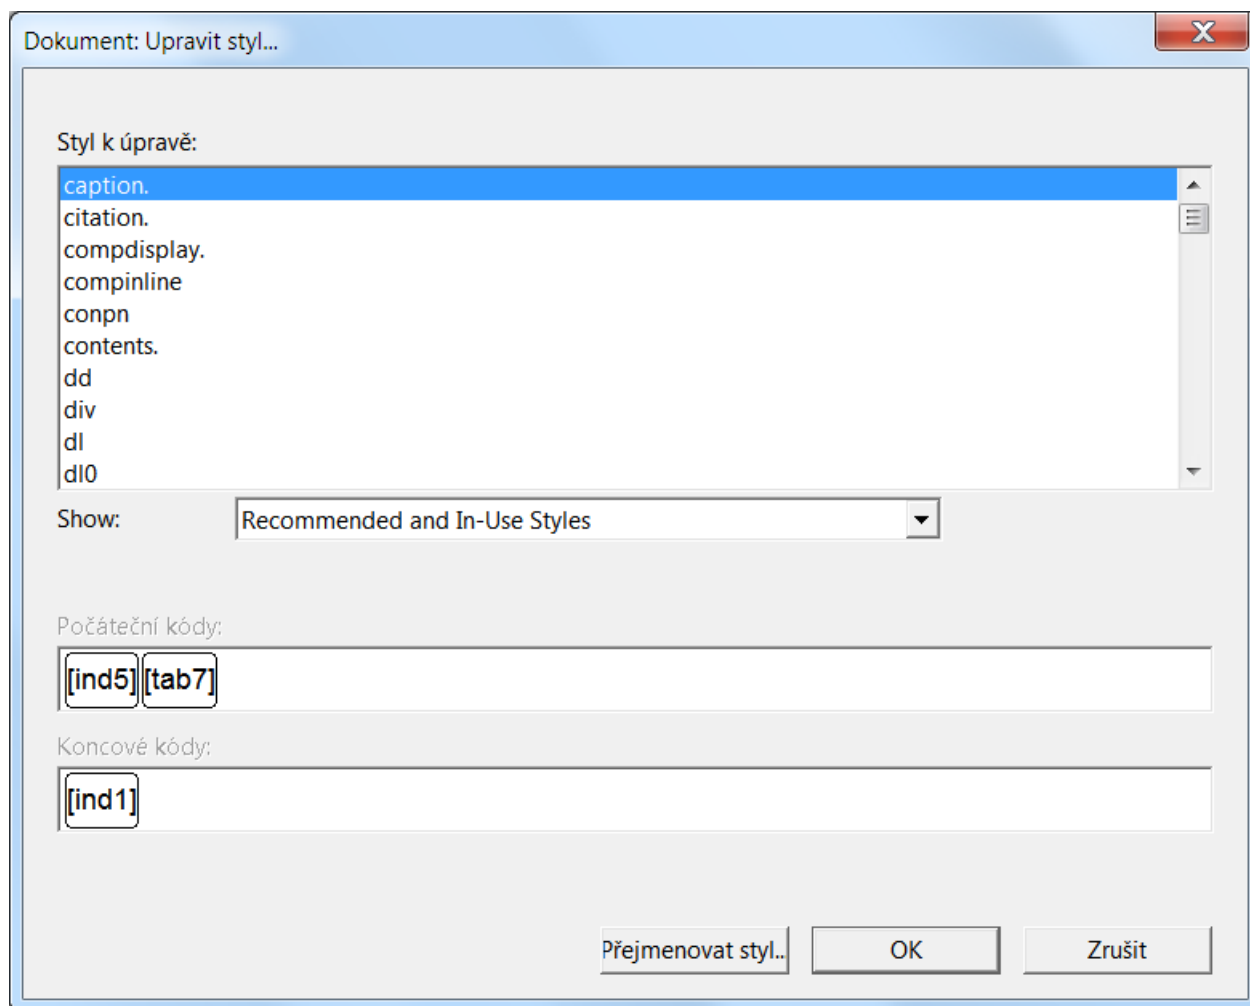 Dokument: Upravit styl...
Styl k úpravě:
caption.
citation.
compdisplay.
compinline
conpn
contents.
dd
div
dl
dl0
Show: Recommended and In-Use Styles
Počáteční kódy:
[ind5][tab7]
Koncové kódy:
[ind1]
Přejmenovat styl.. OK Zrušit